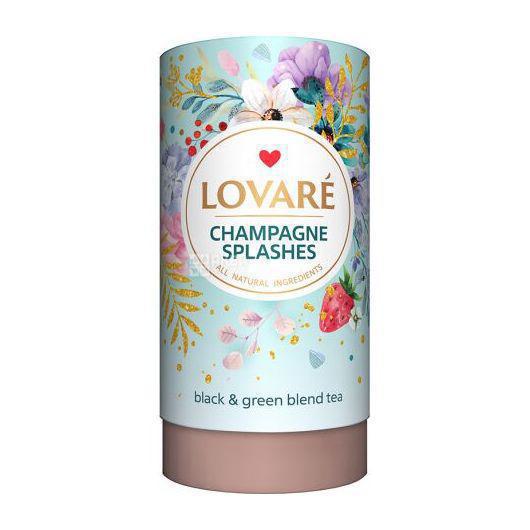 LOVARÉ
CHAMPAGNE
SPLASHES
ALL NATURAL INGREDIENTS
black & green blend tea